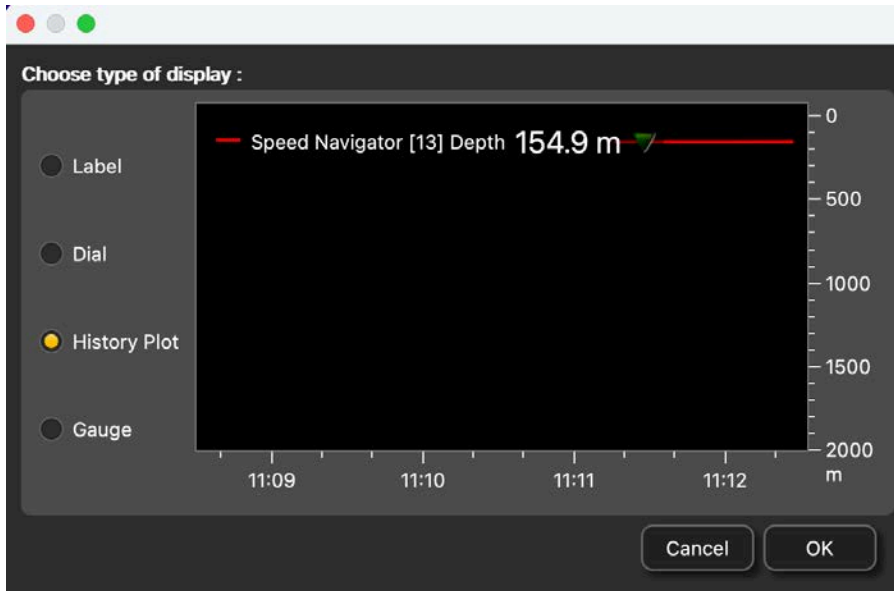 Choose type of display :
Label
Dial
History Plot
Gauge
Speed Navigator [13] Depth 154.9 m
0
500
1000
1500
2000
m
11:09 11:10 11:11 11:12
Cancel OK